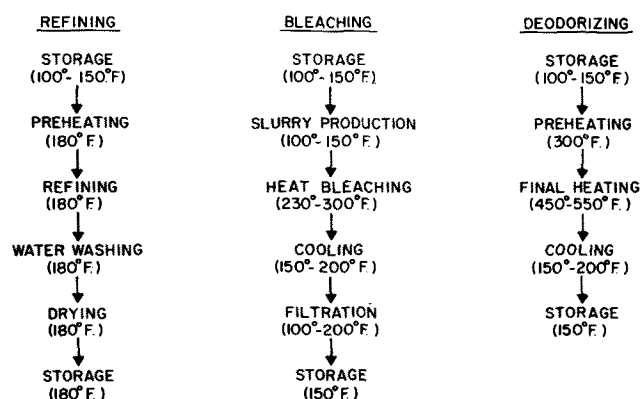 REFINING
STORAGE
(100°- 150°F.)
PREHEATING
(180°F.)
REFINING
(180°F.)
WATER WASHING
(180°F.)
DRYING
(180°F.)
STORAGE
(180°F.)
BLEACHING
STORAGE
(100°-150°F.)
SLURRY PRODUCTION
(100°-150°F.)
HEAT BLEACHING
(230°-300°F.)
COOLING
(150°- 200°F.)
FILTRATION
(100°-200°F.)
STORAGE
(150°F.)
DEODORIZING
STORAGE
(100°-150°F.)
PREHEATING
(300°F.)
FINAL HEATING
(450°-550°F.)
COOLING
(150°-200°F.)
STORAGE
(150°F.)